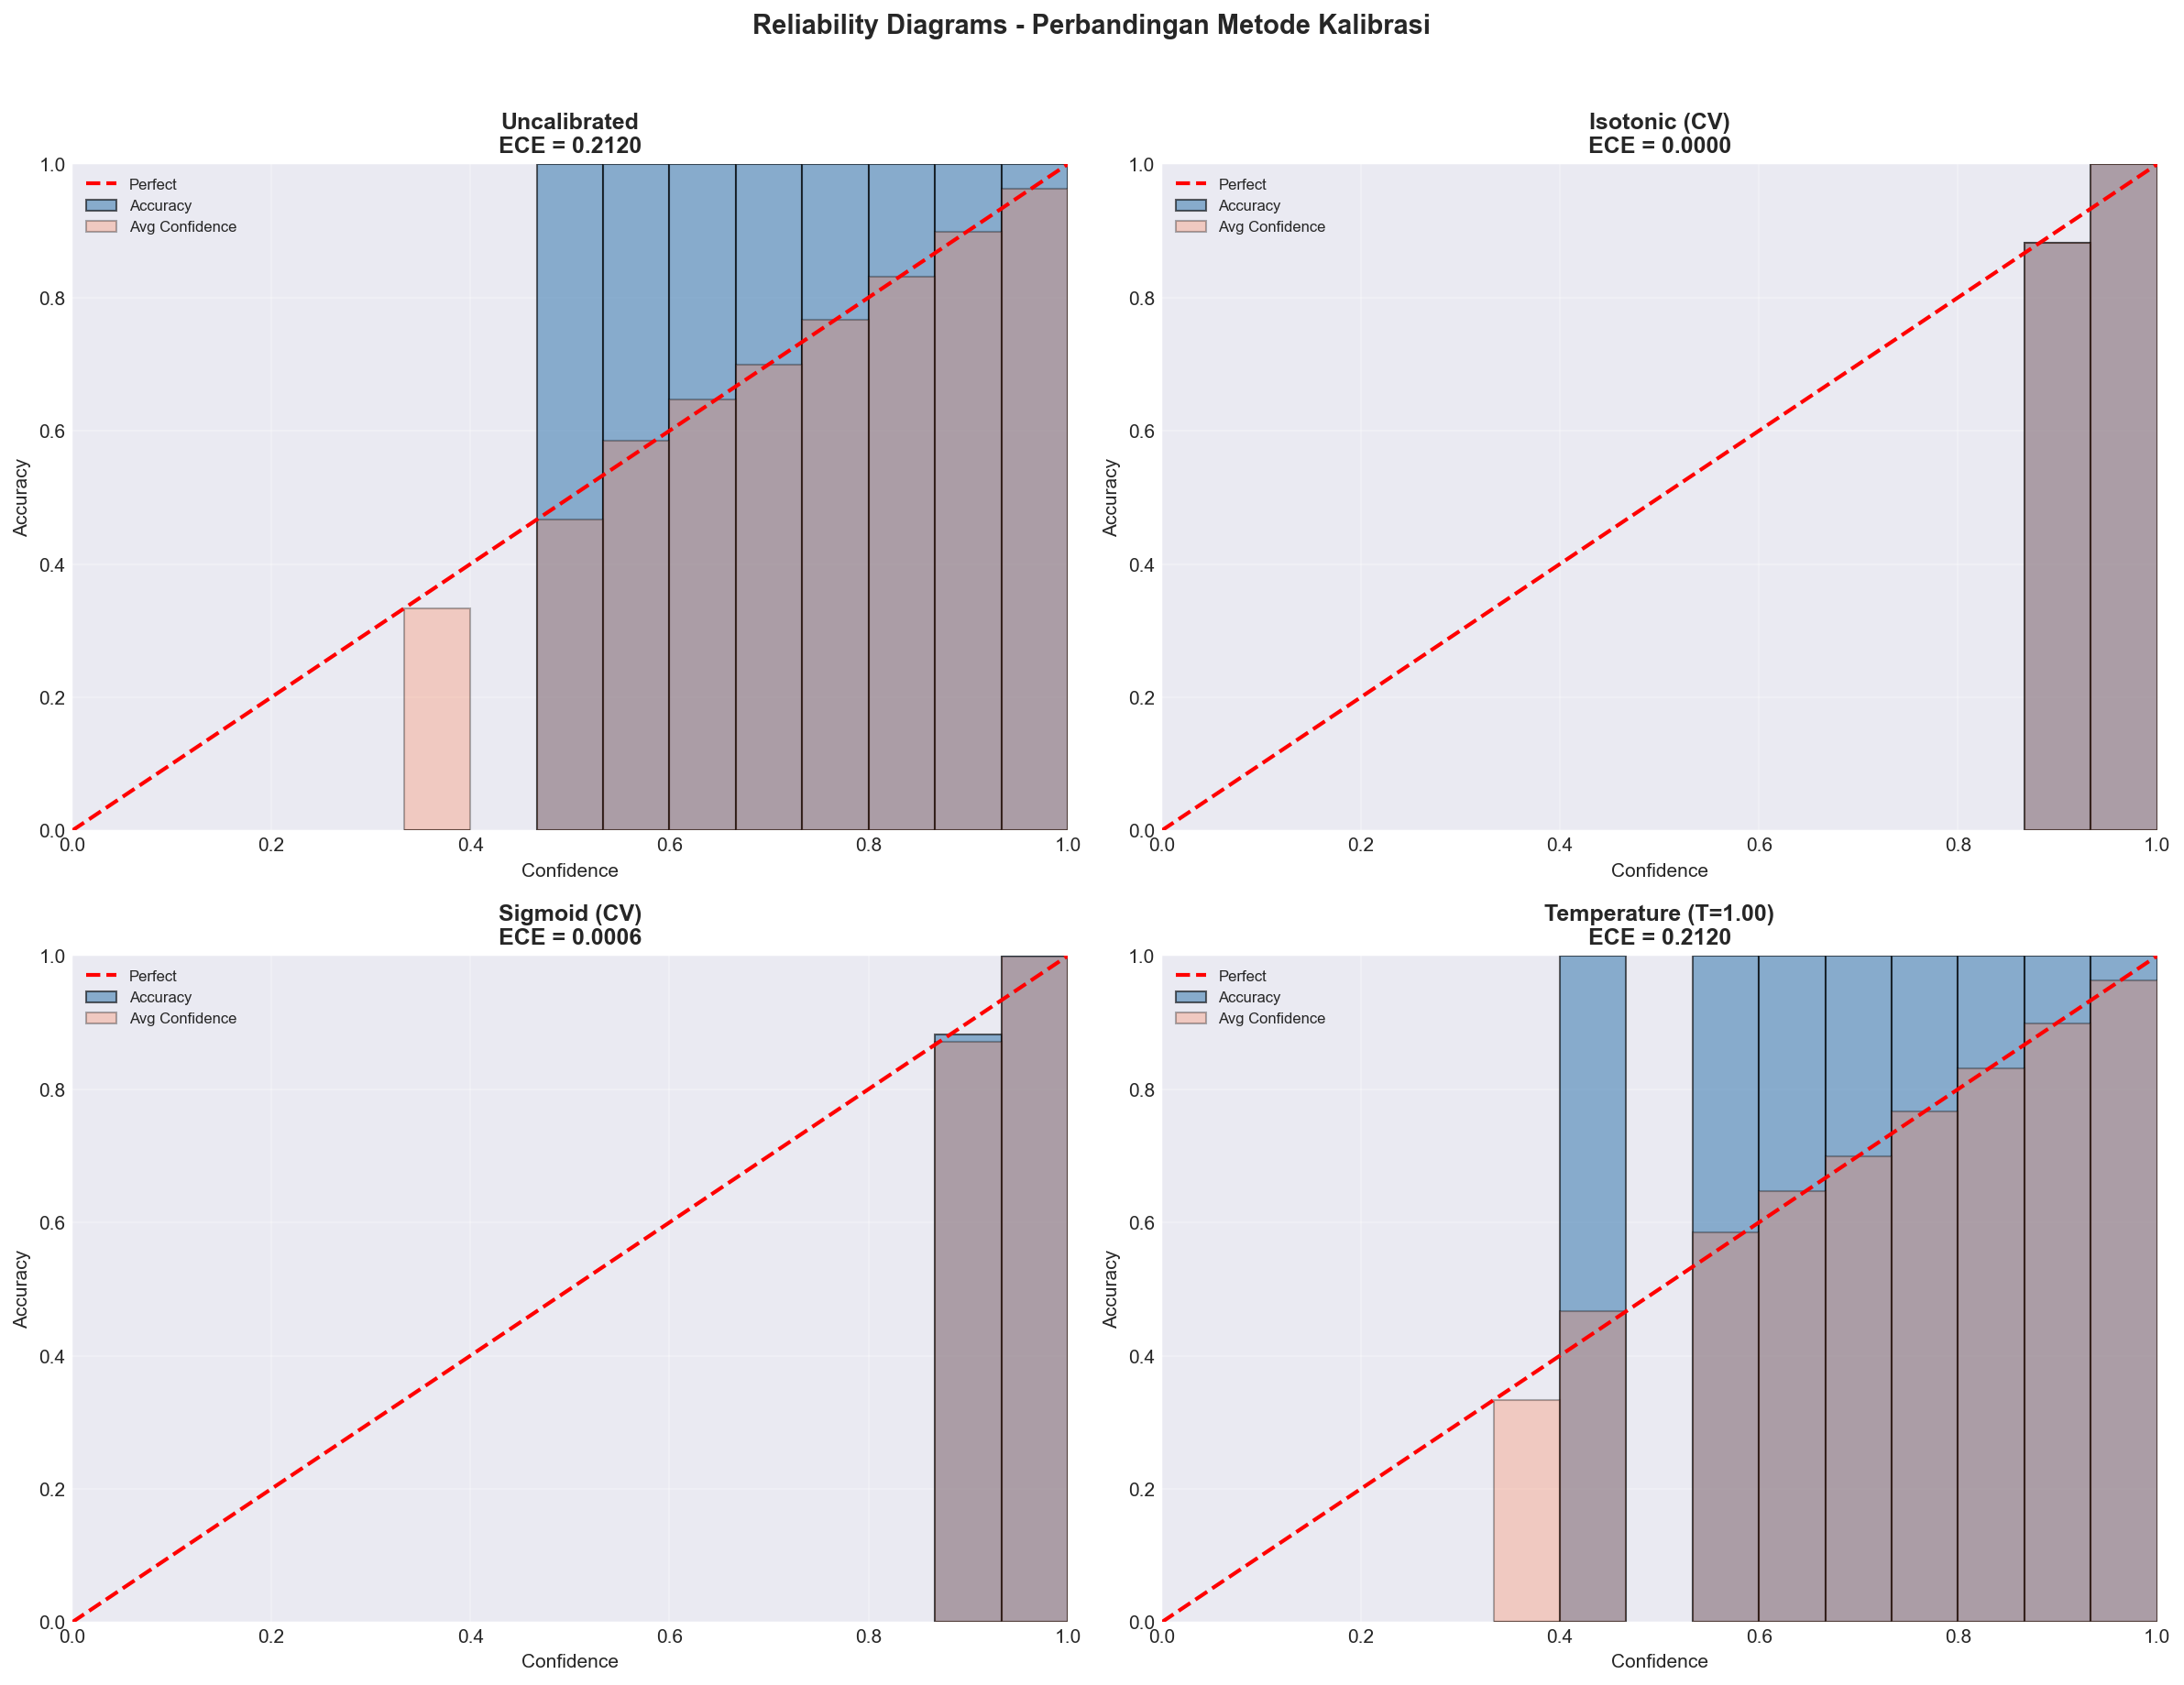 Reliability Diagrams - Perbandingan Metode Kalibrasi
Uncalibrated
ECE = 0.2120
1.0
0.8
0.6
0.4
0.2
0.0
Accuracy
Perfect
Accuracy
Avg Confidence
0.0 0.2 0.4 0.6 0.8 1.0
Confidence
Isotonic (CV)
ECE = 0.0000
1.0
0.8
0.6
0.4
0.2
0.0
Accuracy
Perfect
Accuracy
Avg Confidence
0.0 0.2 0.4 0.6 0.8 1.0
Confidence
Sigmoid (CV)
ECE = 0.0006
1.0
0.8
0.6
0.4
0.2
0.0
Accuracy
Perfect
Accuracy
Avg Confidence
0.0 0.2 0.4 0.6 0.8 1.0
Confidence
Temperature (T=1.00)
ECE = 0.2120
1.0
0.8
0.6
0.4
0.2
0.0
Accuracy
Perfect
Accuracy
Avg Confidence
0.0 0.2 0.4 0.6 0.8 1.0
Confidence